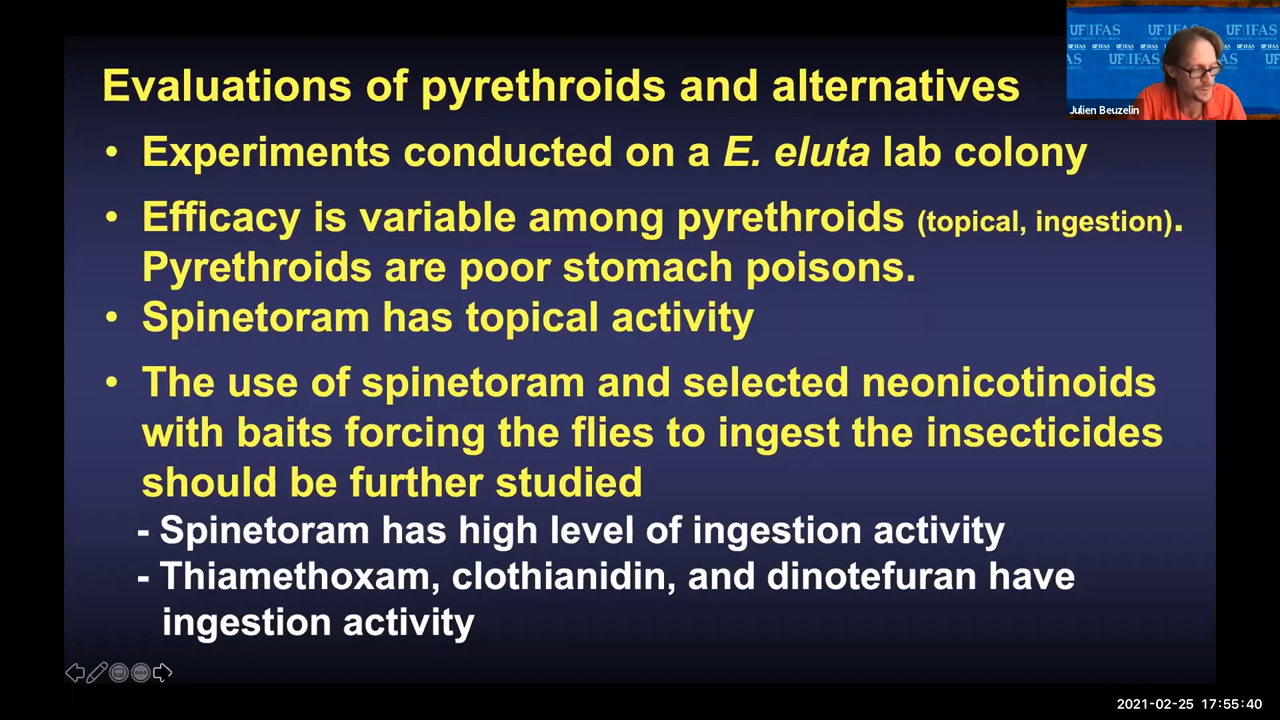 Evaluations of pyrethroids and alternatives
• Experiments conducted on a E. eluta lab colony
• Efficacy is variable among pyrethroids (topical, ingestion).
Pyrethroids are poor stomach poisons.
• Spinetoram has topical activity
• The use of spinetoram and selected neonicotinoids
with baits forcing the flies to ingest the insecticides
should be further studied
- Spinetoram has high level of ingestion activity
- Thiamethoxam, clothianidin, and dinotefuran have
ingestion activity
UF IFAS
Julien Beuzelin
2021-02-25 17:55:40